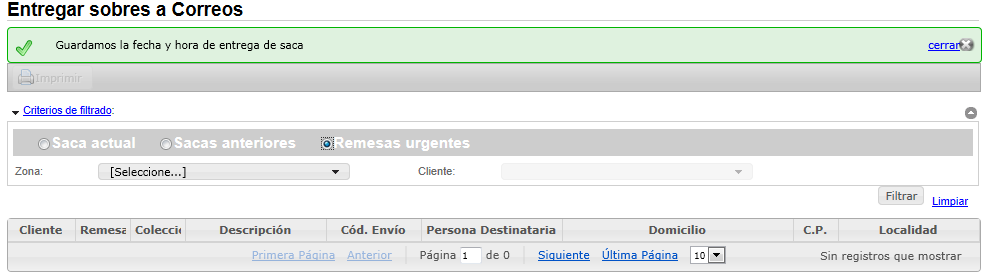 Entregar sobres a Correos
Guardamos la fecha y hora de entrega de saca cerrar
Imprimir
Criterios de filtrado:
Saca actual Sacas anteriores Remesas urgentes
Zona: [Seleccione...] Cliente:
Filtrar Limpiar
Cliente Remesa Colecció Descripción Cód. Envío Persona Destinataria Domicilio C.P. Localidad
Primera Página Anterior Página 1 de 0 Siguiente Última Página 10 Sin registros que mostrar